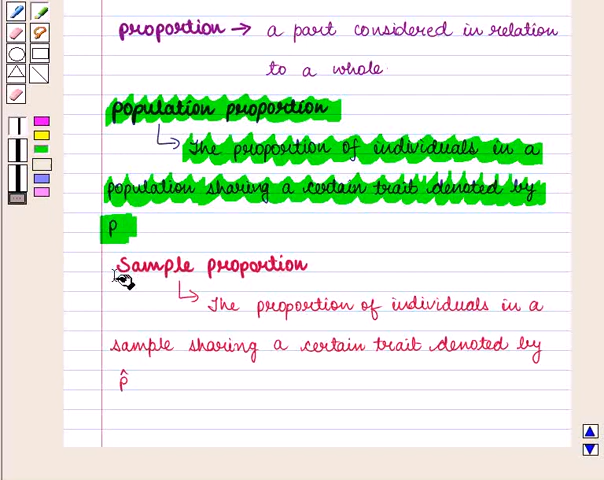 proportion → a part considered in relation
to a whole.
population proportion
The proportion of individuals in a
population sharing a certain trait denoted by
p
Sample proportion
The proportion of individuals in a
sample sharing a certain trait denoted by
p̂